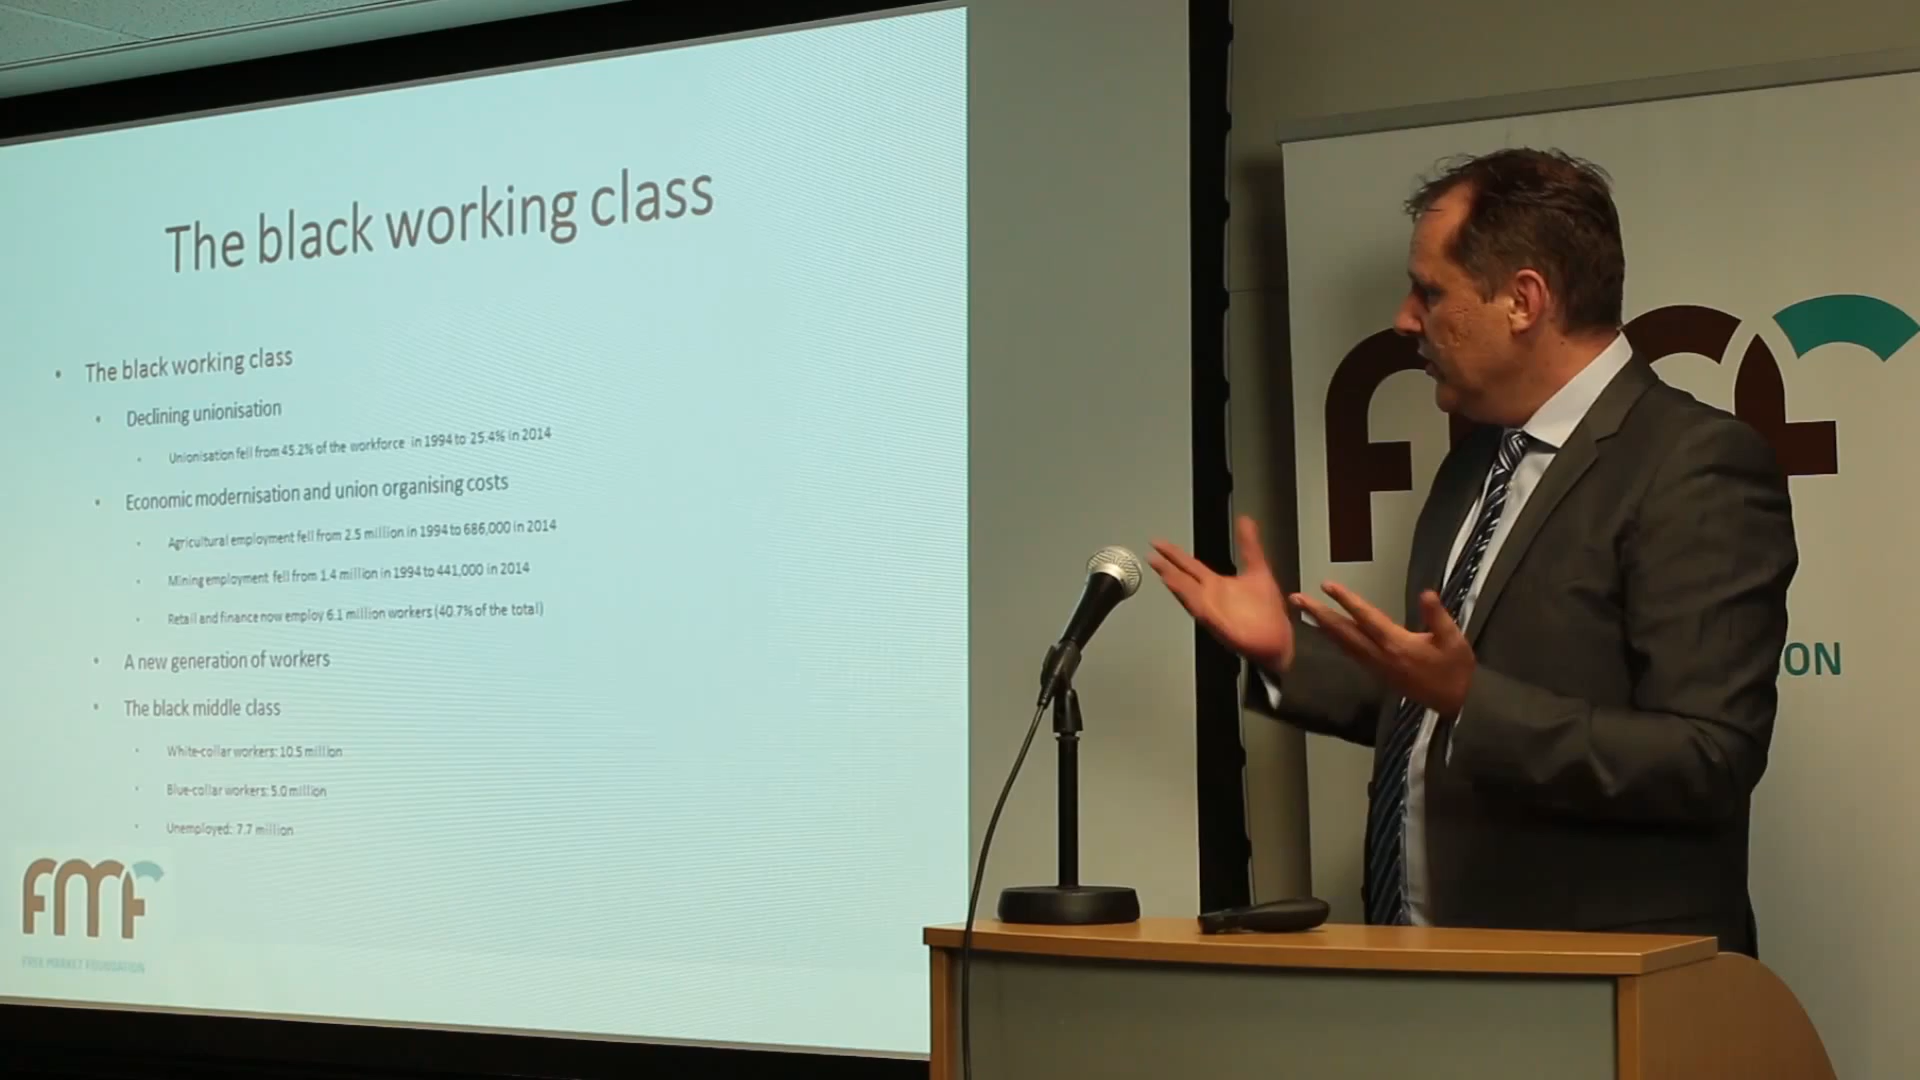 The black working class
• The black working class
• Declining unionisation
• Unionisation fell from 45.2% of the workforce in 1994 to 25.4% in 2014
• Economic modernisation and union organising costs
• Agricultural employment fell from 2.5 million in 1994 to 686,000 in 2014
• Mining employment fell from 1.4 million in 1994 to 441,000 in 2014
• Retail and finance now employ 6.1 million workers (40.7% of the total)
• A new generation of workers
• The black middle class
• White-collar workers: 10.5 million
• Blue-collar workers: 5.0 million
• Unemployed: 7.7 million
FMF
FREE MARKET FOUNDATION
FMF
ON